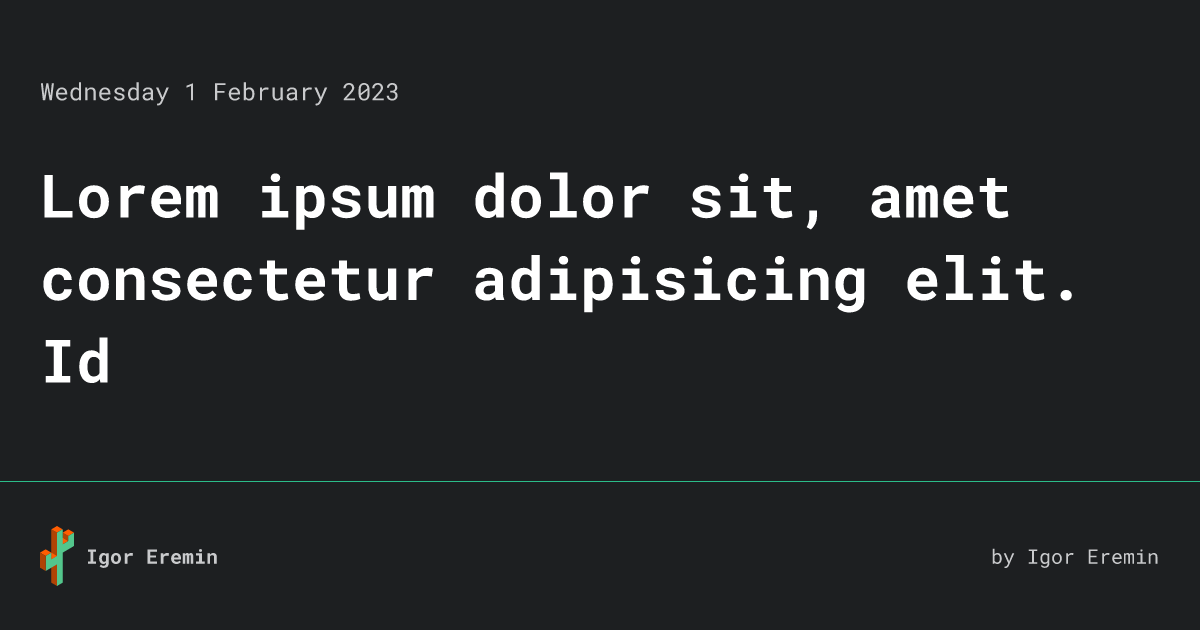 Wednesday 1 February 2023
Lorem ipsum dolor sit, amet
consectetur adipisicing elit.
Id
Igor Eremin
by Igor Eremin